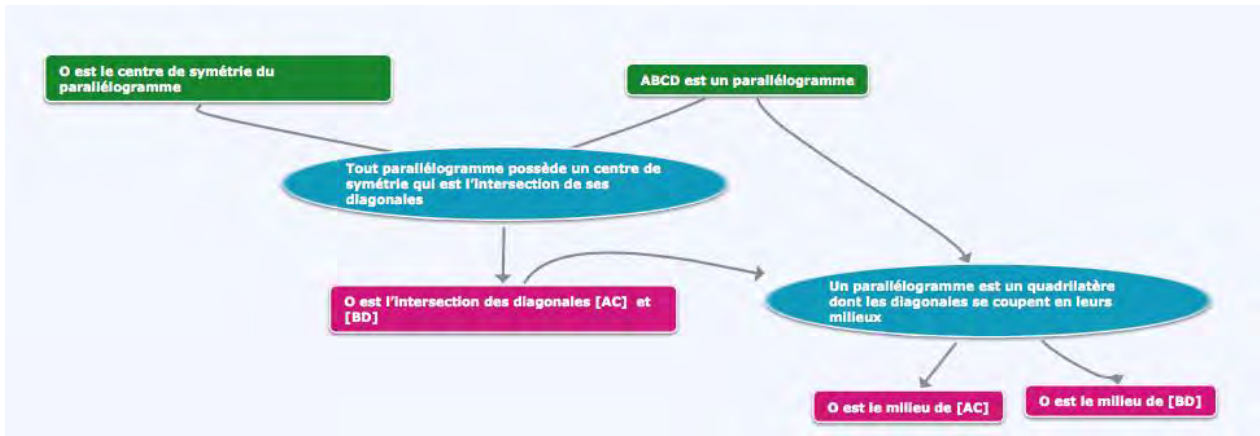 O est le centre de symétrie du
parallélogramme
ABCD est un parallélogramme
Tout parallélogramme possède un centre de
symétrie qui est l'intersection de ses
diagonales
O est l'intersection des diagonales [AC] et
[BD]
Un parallélogramme est un quadrilatère
dont les diagonales se coupent en leurs
milieux
O est le milieu de [AC]
O est le milieu de [BD]